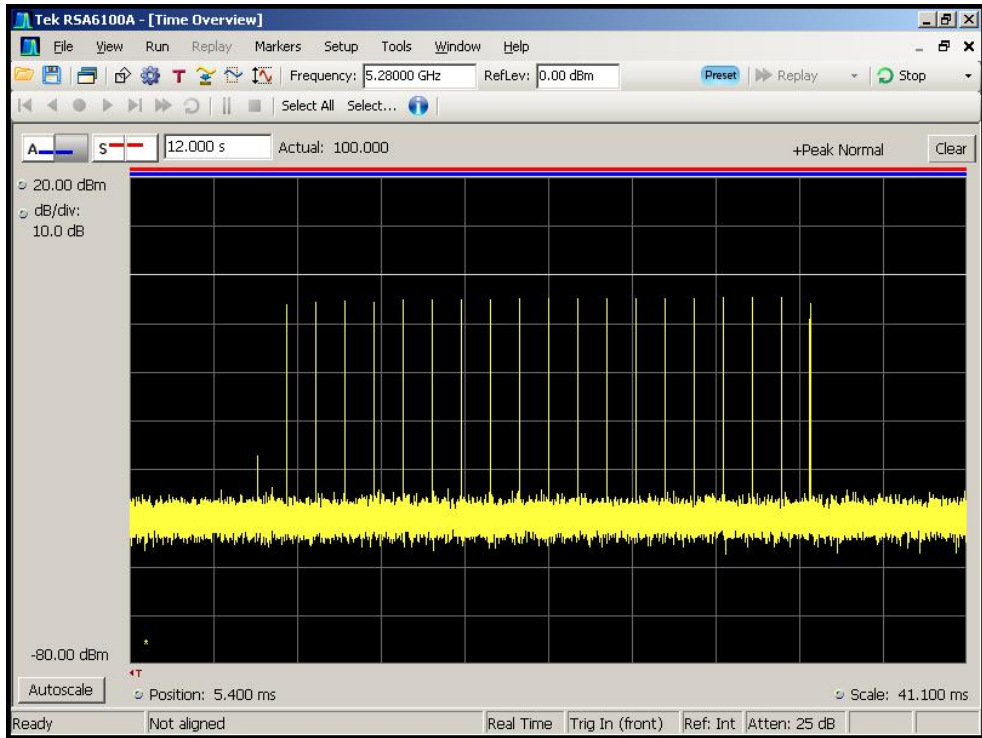 Tek RSA6100A - [Time Overview]
File View Run Replay Markers Setup Tools Window Help
Frequency: 5.28000 GHz RefLev: 0.00 dBm Preset Replay Stop
Select All Select...
A S 12.000 s Actual: 100.000 +Peak Normal Clear
20.00 dBm
dB/div:
10.0 dB
-80.00 dBm
T
Autoscale Position: 5.400 ms Scale: 41.100 ms
Ready Not aligned Real Time Trig In (front) Ref: Int Atten: 25 dB